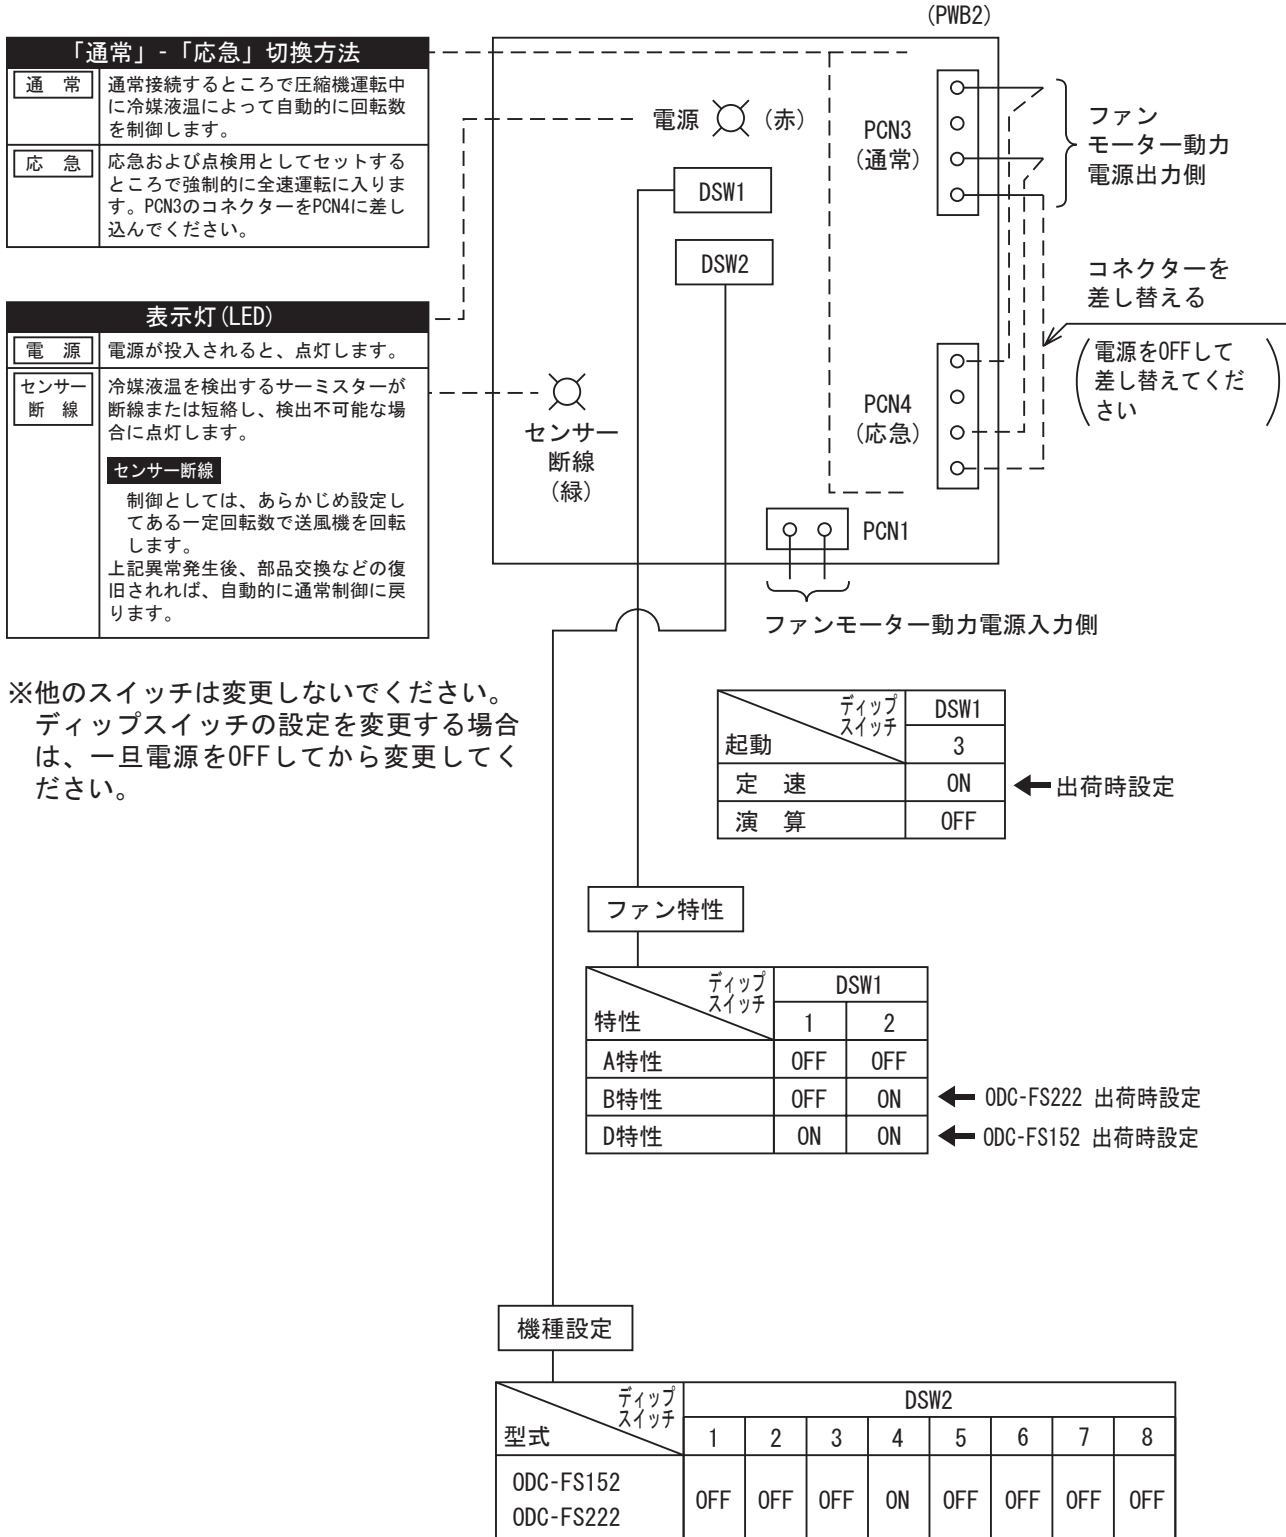 (PWB2)
「通常」-「応急」切換方法
通　常
通常接続するところで圧縮機運転中
に冷媒液温によって自動的に回転数
を制御します。
応　急
応急および点検用としてセットする
ところで強制的に全速運転に入りま
す。PCN3のコネクターをPCN4に差し
込んでください。
表示灯(LED)
電　源
電源が投入されると、点灯します。
センサー
断　線
冷媒液温を検出するサーミスターが
断線または短絡し、検出不可能な場
合に点灯します。
センサー断線
制御としては、あらかじめ設定し
てある一定回転数で送風機を回転
します。
上記異常発生後、部品交換などの復
旧されれば、自動的に通常制御に戻
ります。
電源
(赤)
DSW1
DSW2
センサー
断線
(緑)
PCN3
(通常)
PCN4
(応急)
PCN1
ファン
モーター動力
電源出力側
コネクターを
差し替える
(電源をOFFして
差し替えてくだ
さい)
ファンモーター動力電源入力側
※他のスイッチは変更しないでください。
ディップスイッチの設定を変更する場合
は、一旦電源をOFFしてから変更してく
ださい。
ディップ
スイッチ
起動
DSW1
3
定　速 ON
出荷時設定
演　算 OFF
ファン特性
ディップ
スイッチ
特性
DSW1
1 2
A特性 OFF OFF
B特性 OFF ON
ODC-FS222 出荷時設定
D特性 ON ON
ODC-FS152 出荷時設定
機種設定
ディップ
スイッチ
型式
DSW2
1 2 3 4 5 6 7 8
ODC-FS152
ODC-FS222
OFF OFF OFF ON OFF OFF OFF OFF